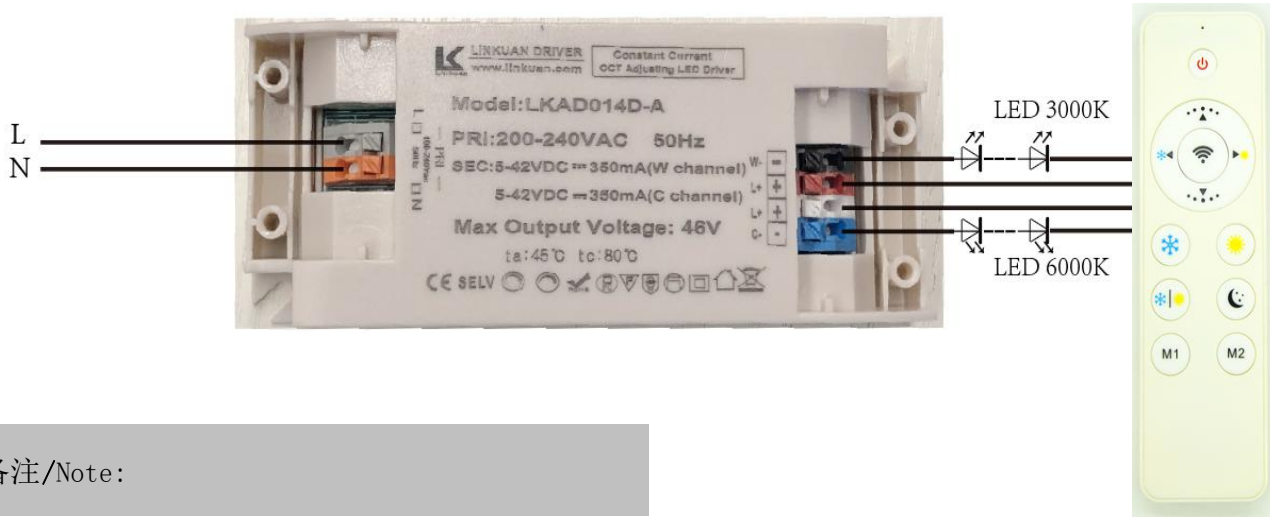 LINKUAN DRIVER
www.linkuan.com
Constant Current
CCT Adjusting LED Driver
Model:LKAD014D-A
PRI:200-240VAC 50Hz
SEC:5-42VDC⎓350mA(W channel)
5-42VDC⎓350mA(C channel)
Max Output Voltage: 46V
ta:45℃ tc:80℃
CE SELV
L
N
L
PRI
N
W-
L+
L+
C-
LED 3000K
LED 6000K
M1
M2
备注/Note: